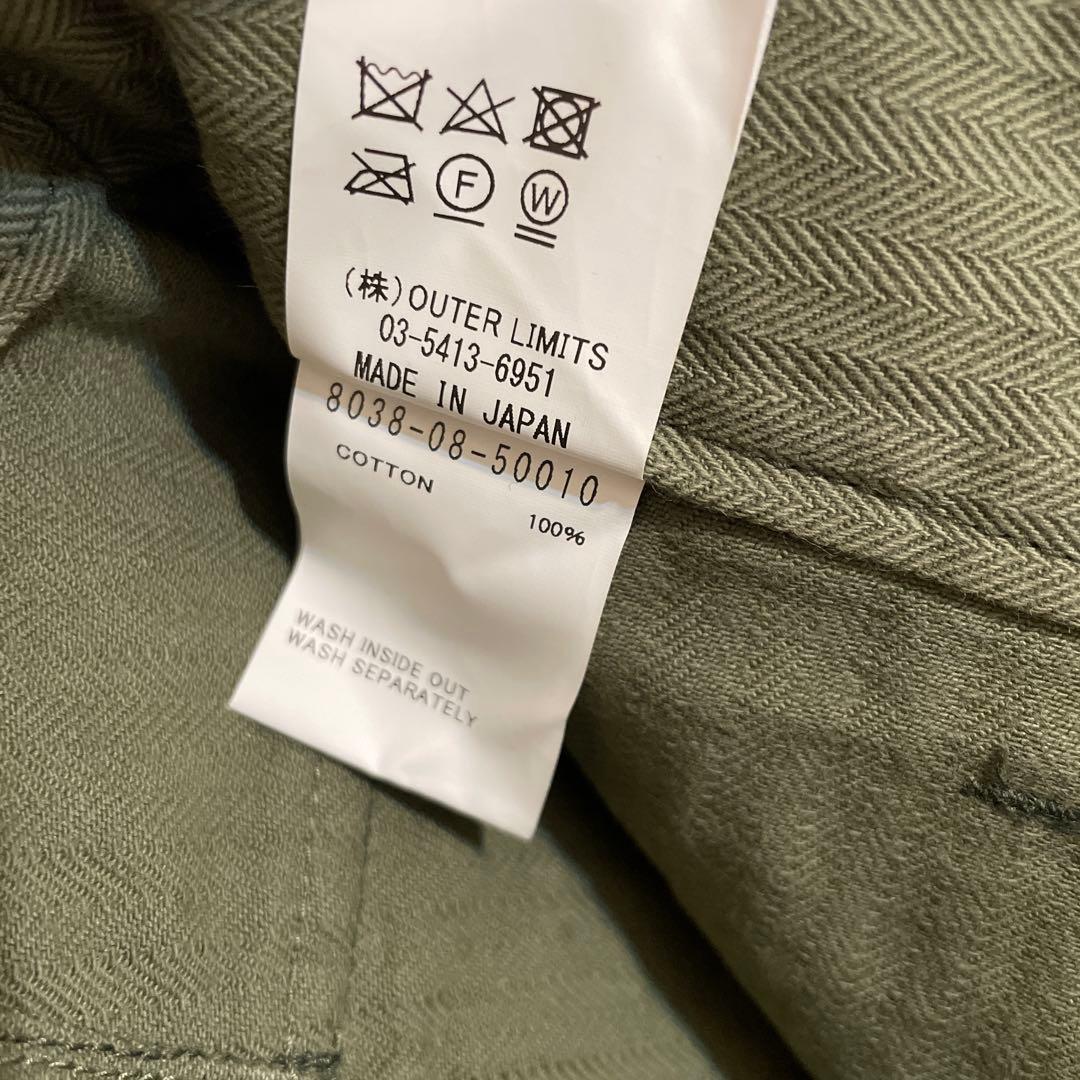 F W
(株)OUTER LIMITS
03-5413-6951
MADE IN JAPAN
8038-08-50010
COTTON
100%
WASH INSIDE OUT
WASH SEPARATELY